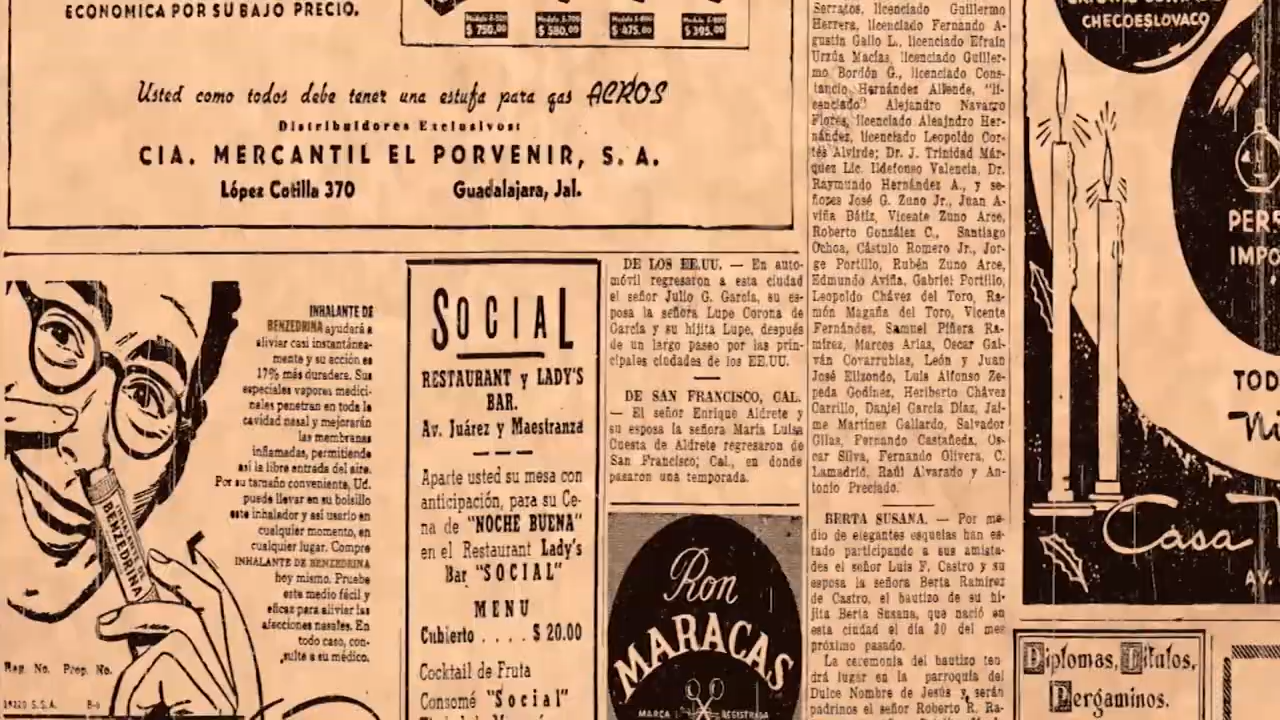 ECONOMICA POR SU BAJO PRECIO.
Modelo E-700
$ 750.00
$ 580.00
$ 475.00
$ 395.00
Usted como todos debe tener una estufa para gas ACROS
Distribuidores Exclusivos:
CIA. MERCANTIL EL PORVENIR, S. A.
López Cotilla 370
Guadalajara, Jal.
INHALANTE DE
BENZEDRINA ayudará a
aliviar casi instantánea-
mente y su acción es
17% más duradera. Sus
especiales vapores medici-
nales penetran en toda la
cavidad nasal y mejorarán
las membranas
inflamadas, permitiendo
así la libre entrada del aire.
Por su tamaño conveniente, Ud.
puede llevar en su bolsillo
este inhalador y así usarlo en
cualquier momento, en
cualquier lugar. Compre
INHALANTE DE BENZEDRINA
hoy mismo. Pruebe
este medio fácil y
eficaz para aliviar las
afecciones nasales. En
todo caso, con-
sulte a su médico.
BENZEDRINA
Reg. No. Prop. No.
S.S.A.
SOCIAL
RESTAURANT y LADY'S
BAR.
Av. Juárez y Maestranza
Aparte usted su mesa con
anticipación, para su Ce-
na de "NOCHE BUENA"
en el Restaurant Lady's
Bar "SOCIAL"
MENU
Cubierto . . . . $ 20.00
Cocktail de Fruta
Consomé "Social"
DE LOS EE.UU. — En auto-
móvil regresaron a esta ciudad
el señor Julio G. García, su es-
posa la señora Lupe Corona de
García y su hijita Lupe, después
de un largo paseo por las prin-
cipales ciudades de los EE.UU.
DE SAN FRANCISCO, CAL.
— El señor Enrique Aldrete y
su esposa la señora María Luisa
Cuesta de Aldrete regresaron de
San Francisco; Cal., en donde
pasaron una temporada.
Ron
MARACAS
MARCA REGISTRADA
Serratos, licenciado Guillermo
Herrera, licenciado Fernando A-
gustín Gallo L., licenciado Efraín
Urzúa Macías, licenciado Guiller-
mo Bordón G., licenciado Cons-
tancio Hernández Allende, "li-
cenciado" Alejandro Navarro
Flores, licenciado Aleajndro Her-
nández, licenciado Leopoldo Cor-
tés Alvirde; Dr. J. Trinidad Már-
quez Lic. Ildefonso Valencia, Dr.
Raymundo Hernández A., y se-
ñores José G. Zuno Jr., Juan A-
viña Bátiz, Vicente Zuno Arce,
Roberto González C., Santiago
Ochoa, Cástulo Romero Jr., Jor-
ge Portillo, Rubén Zuno Arce,
Edmundo Aviña, Gabriel Portillo,
Leopoldo Chávez del Toro, Ra-
món Magaña del Toro, Vicente
Fernández, Samuel Piñera Ra-
mírez, Marcos Arias, Oscar Gal-
ván Covarrubias, León y Juan
José Elizondo, Luis Alfonso Ze-
peda Godínez, Heriberto Chávez
Carrillo, Daniel García Díaz, Jai-
me Martínez Gallardo, Salvador
Gilas, Fernando Castañeda, Os-
car Silva, Fernando Olivera, C.
Lamadrid, Raúl Alvarado y An-
tonio Preciado.
BERTA SUSANA. — Por me-
dio de elegantes esquelas han es-
tado participando a sus amista-
des el señor Luis F. Castro y su
esposa la señora Berta Ramírez
de Castro, el bautizo de su hi-
jita Berta Susana, que nació en
esta ciudad el día 20 del mes
próximo pasado.
La ceremonia del bautizo ten
drá lugar en la parroquia del
Dulce Nombre de Jesús y serán
padrinos el señor Roberto R. Ra-
CHECOESLOVACO
PERF
IMPO
TOD
Casa
AV.
Diplomas, Títulos,
Pergaminos.